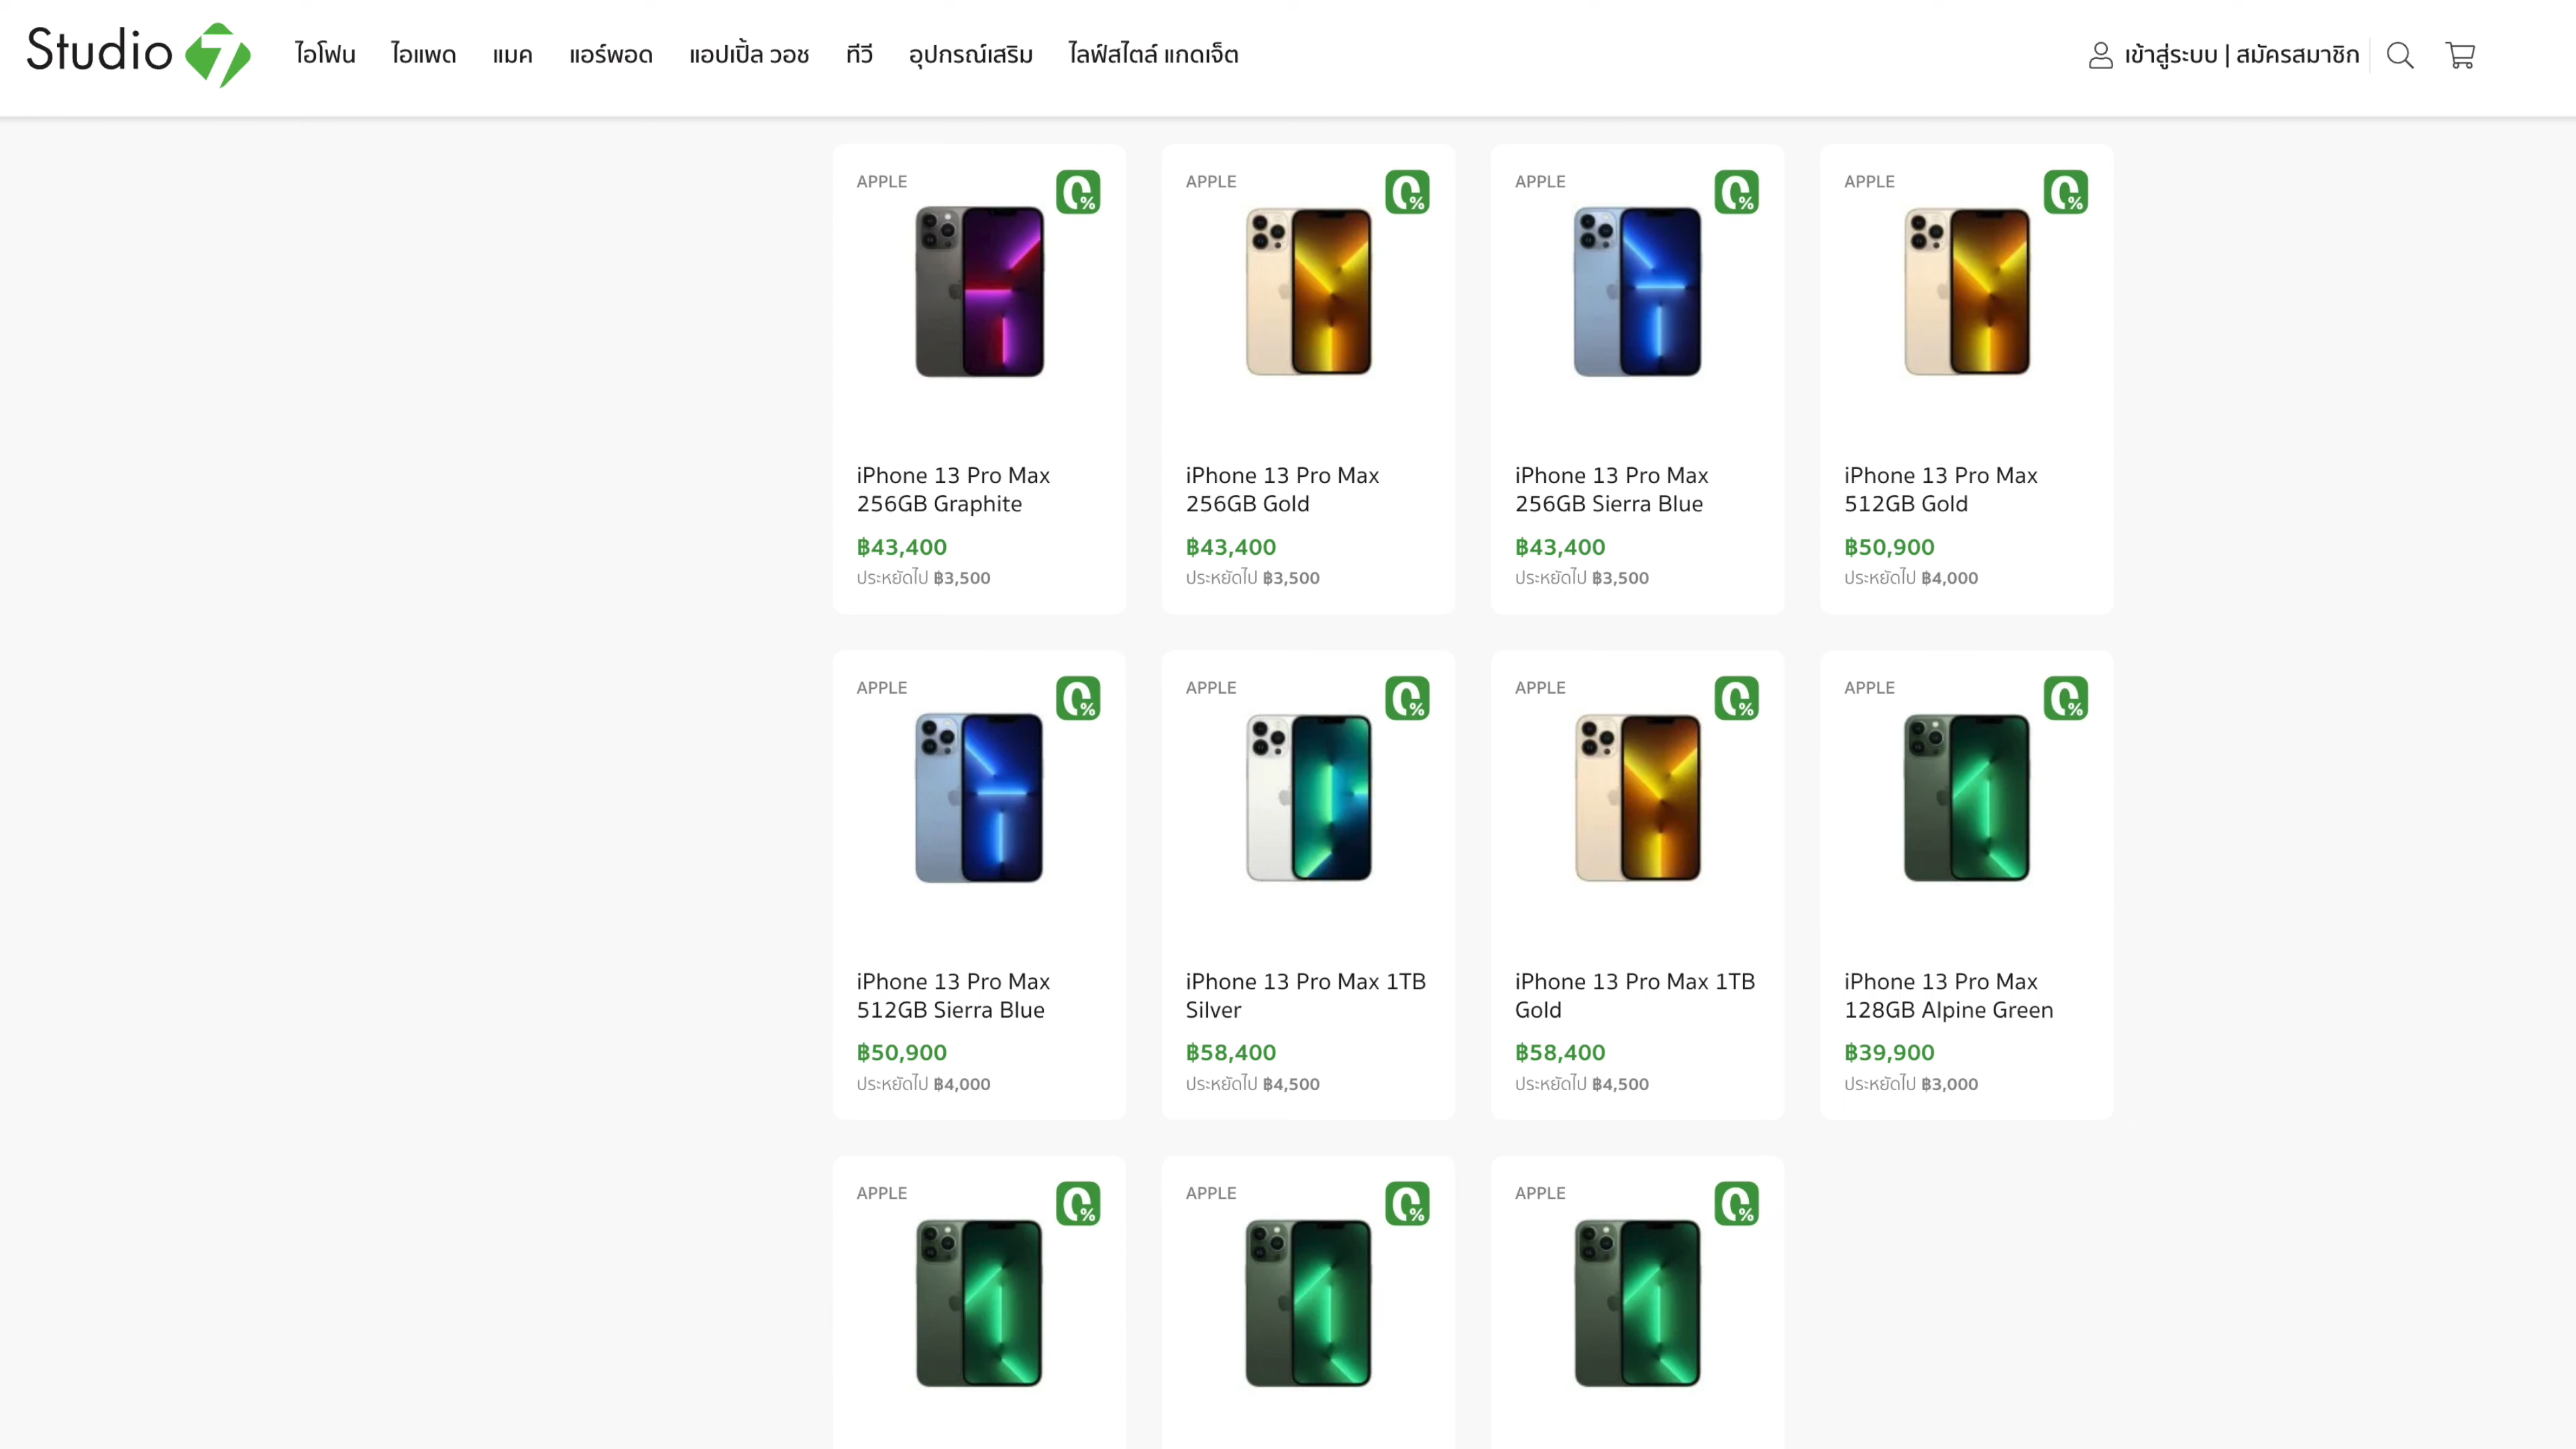 Studio 7
ไอโฟน ไอแพด แมค แอร์พอด แอปเปิ้ล วอช ทีวี อุปกรณ์เสริม ไลฟ์สไตล์ แกดเจ็ต
เข้าสู่ระบบ | สมัครสมาชิก
APPLE
0%
iPhone 13 Pro Max
256GB Graphite
฿43,400
ประหยัดไป ฿3,500
APPLE
0%
iPhone 13 Pro Max
256GB Gold
฿43,400
ประหยัดไป ฿3,500
APPLE
0%
iPhone 13 Pro Max
256GB Sierra Blue
฿43,400
ประหยัดไป ฿3,500
APPLE
0%
iPhone 13 Pro Max
512GB Gold
฿50,900
ประหยัดไป ฿4,000
APPLE
0%
iPhone 13 Pro Max
512GB Sierra Blue
฿50,900
ประหยัดไป ฿4,000
APPLE
0%
iPhone 13 Pro Max 1TB
Silver
฿58,400
ประหยัดไป ฿4,500
APPLE
0%
iPhone 13 Pro Max 1TB
Gold
฿58,400
ประหยัดไป ฿4,500
APPLE
0%
iPhone 13 Pro Max
128GB Alpine Green
฿39,900
ประหยัดไป ฿3,000
APPLE
0%
APPLE
0%
APPLE
0%